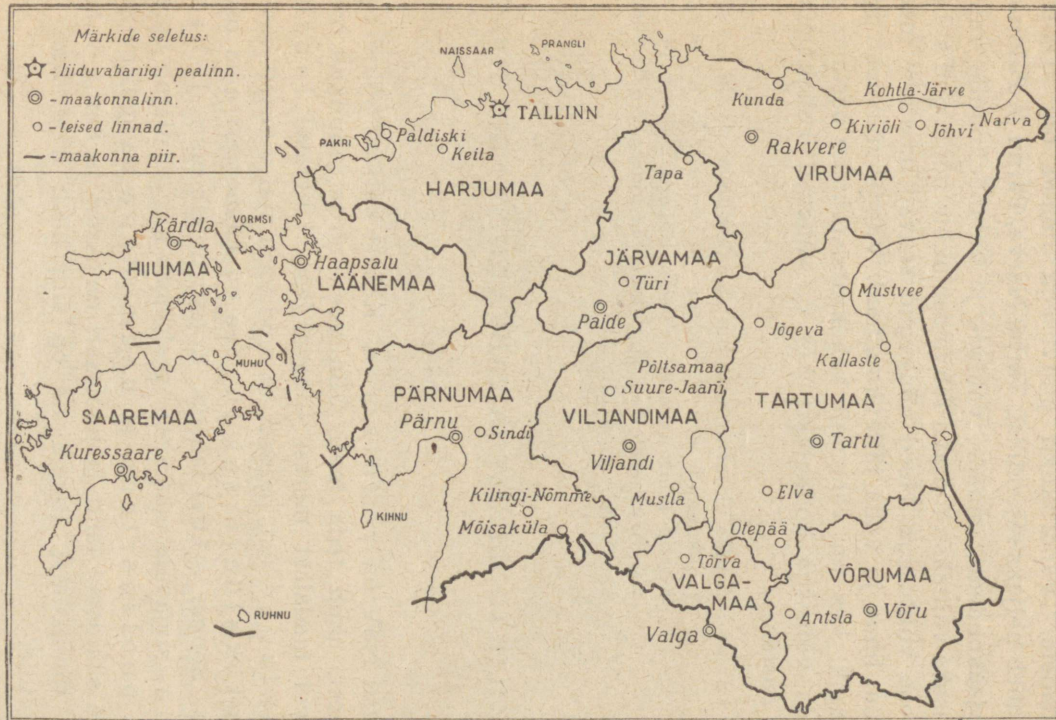 Märkide seletus:
- liiduvabariigi pealinn.
- maakonnalinn.
- teised linnad.
- maakonna piir.
NAISSAAR
PRANGLI
TALLINN
PAKRI
Paldiski
Keila
HARJUMAA
Kunda
Kohtla-Järve
Kiviõli
Jõhvi
Narva
Rakvere
VIRUMAA
Tapa
Kärdla
VORMSI
HIIUMAA
Haapsalu
LÄÄNEMAA
JÄRVAMAA
Türi
Paide
Mustvee
Jõgeva
Kallaste
MUHU
SAAREMAA
Kuressaare
PÄRNUMAA
Pärnu
Sindi
Põltsamaa
Suure-Jaani
VILJANDIMAA
Viljandi
TARTUMAA
Tartu
Mustla
Elva
Kilingi-Nõmme
Mõisaküla
KIHNU
Otepää
Tõrva
VALGA-
MAA
VÕRUMAA
Antsla
Võru
Valga
RUHNU